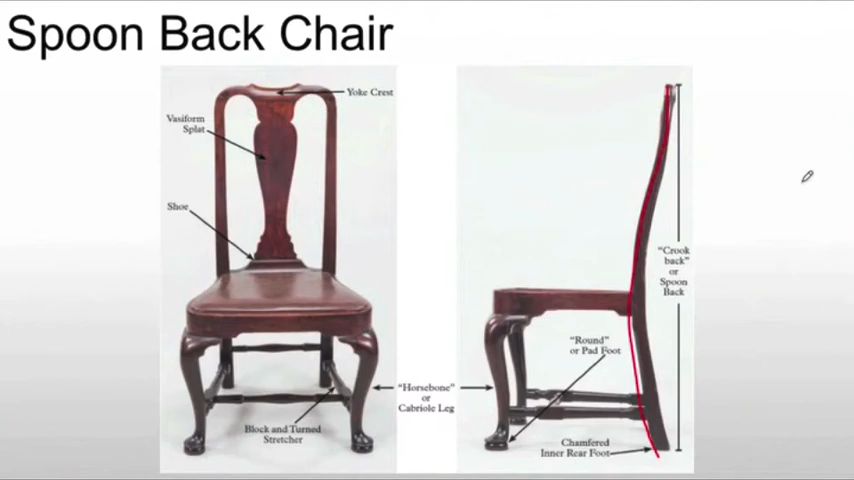 Spoon Back Chair
Yoke Crest
Vasiform
Splat
Shoe
"Crook
back"
or
Spoon
Back
"Round"
or Pad Foot
"Horsebone"
or
Cabriole Leg
Block and Turned
Stretcher
Chamfered
Inner Rear Foot